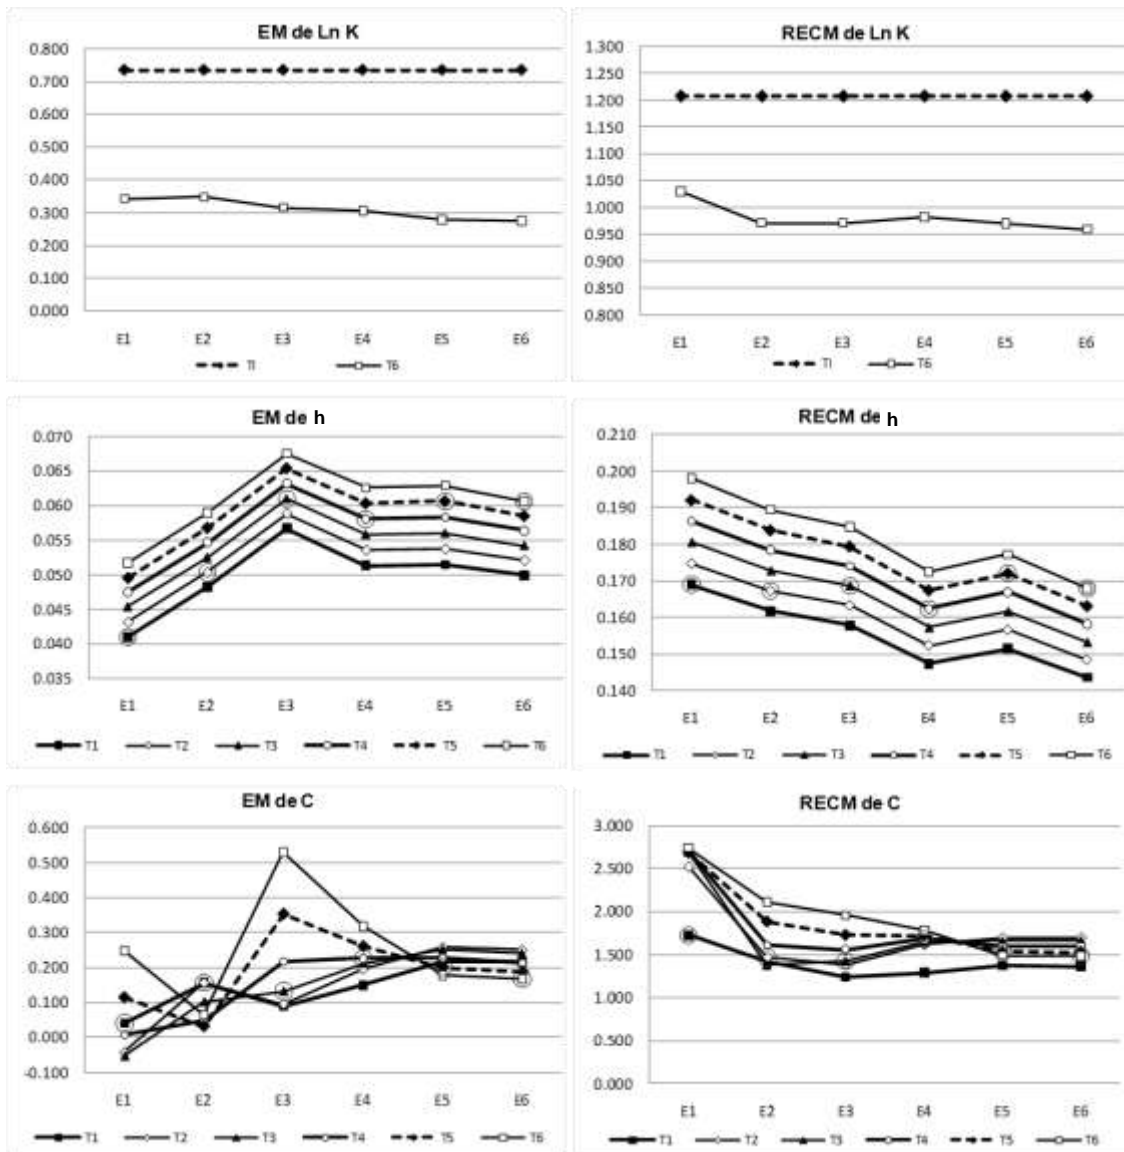 EM de Ln K
0.800
0.700
0.600
0.500
0.400
0.300
0.200
0.100
0.000
E1 E2 E3 E4 E5 E6
TI T6
RECM de Ln K
1.300
1.250
1.200
1.150
1.100
1.050
1.000
0.950
0.900
0.850
0.800
E1 E2 E3 E4 E5 E6
TI T6
EM de h
0.070
0.065
0.060
0.055
0.050
0.045
0.040
0.035
E1 E2 E3 E4 E5 E6
T1 T2 T3 T4 T5 T6
RECM de h
0.210
0.200
0.190
0.180
0.170
0.160
0.150
0.140
E1 E2 E3 E4 E5 E6
T1 T2 T3 T4 T5 T6
EM de C
0.600
0.500
0.400
0.300
0.200
0.100
0.000
-0.100
E1 E2 E3 E4 E5 E6
T1 T2 T3 T4 T5 T6
RECM de C
3.000
2.500
2.000
1.500
1.000
0.500
0.000
E1 E2 E3 E4 E5 E6
T1 T2 T3 T4 T5 T6